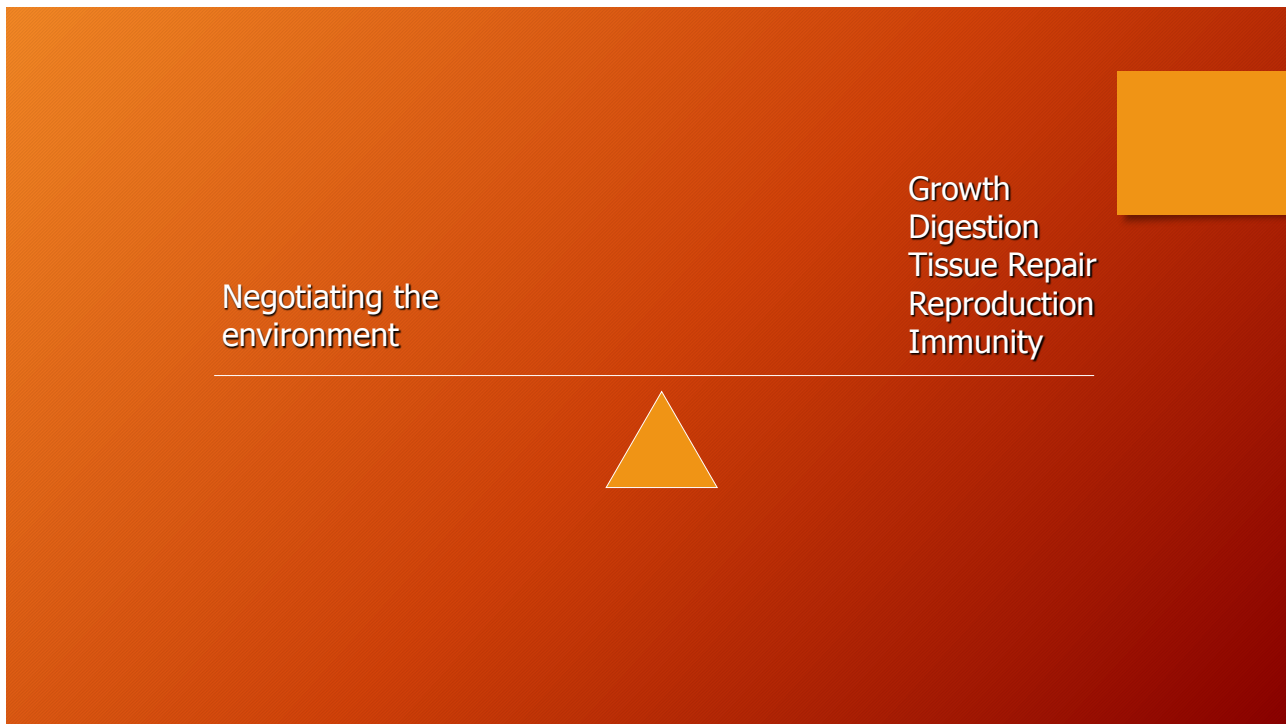 Growth
Digestion
Tissue Repair
Reproduction
Immunity
Negotiating the
environment